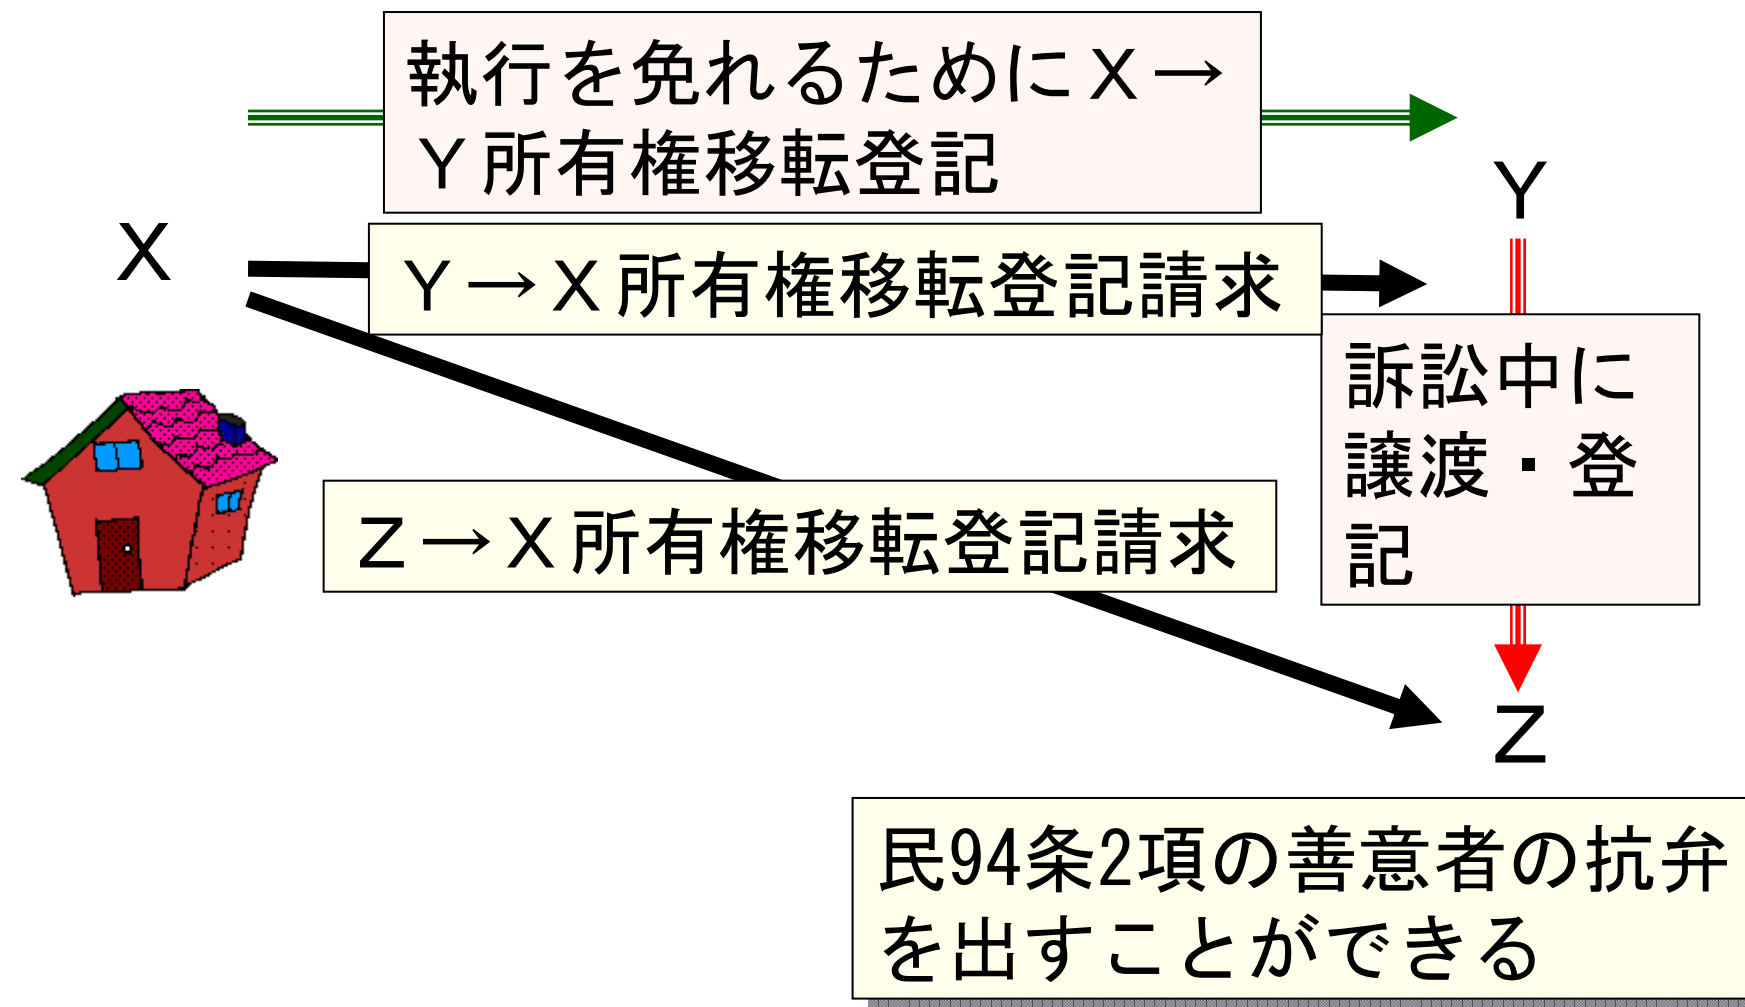 執行を免れるためにＸ→
Ｙ所有権移転登記
Ｙ
Ｘ
Ｙ→Ｘ所有権移転登記請求
訴訟中に
譲渡・登
記
Ｚ→Ｘ所有権移転登記請求
Ｚ
民94条2項の善意者の抗弁
を出すことができる